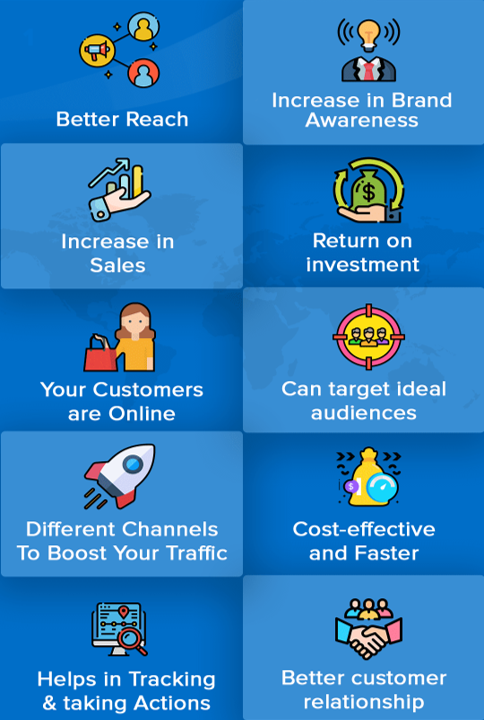 Better Reach
Increase in Brand
Awareness
Increase in
Sales
Return on
investment
Your Customers
are Online
Can target ideal
audiences
Different Channels
To Boost Your Traffic
Cost-effective
and Faster
Helps in Tracking
& taking Actions
Better customer
relationship